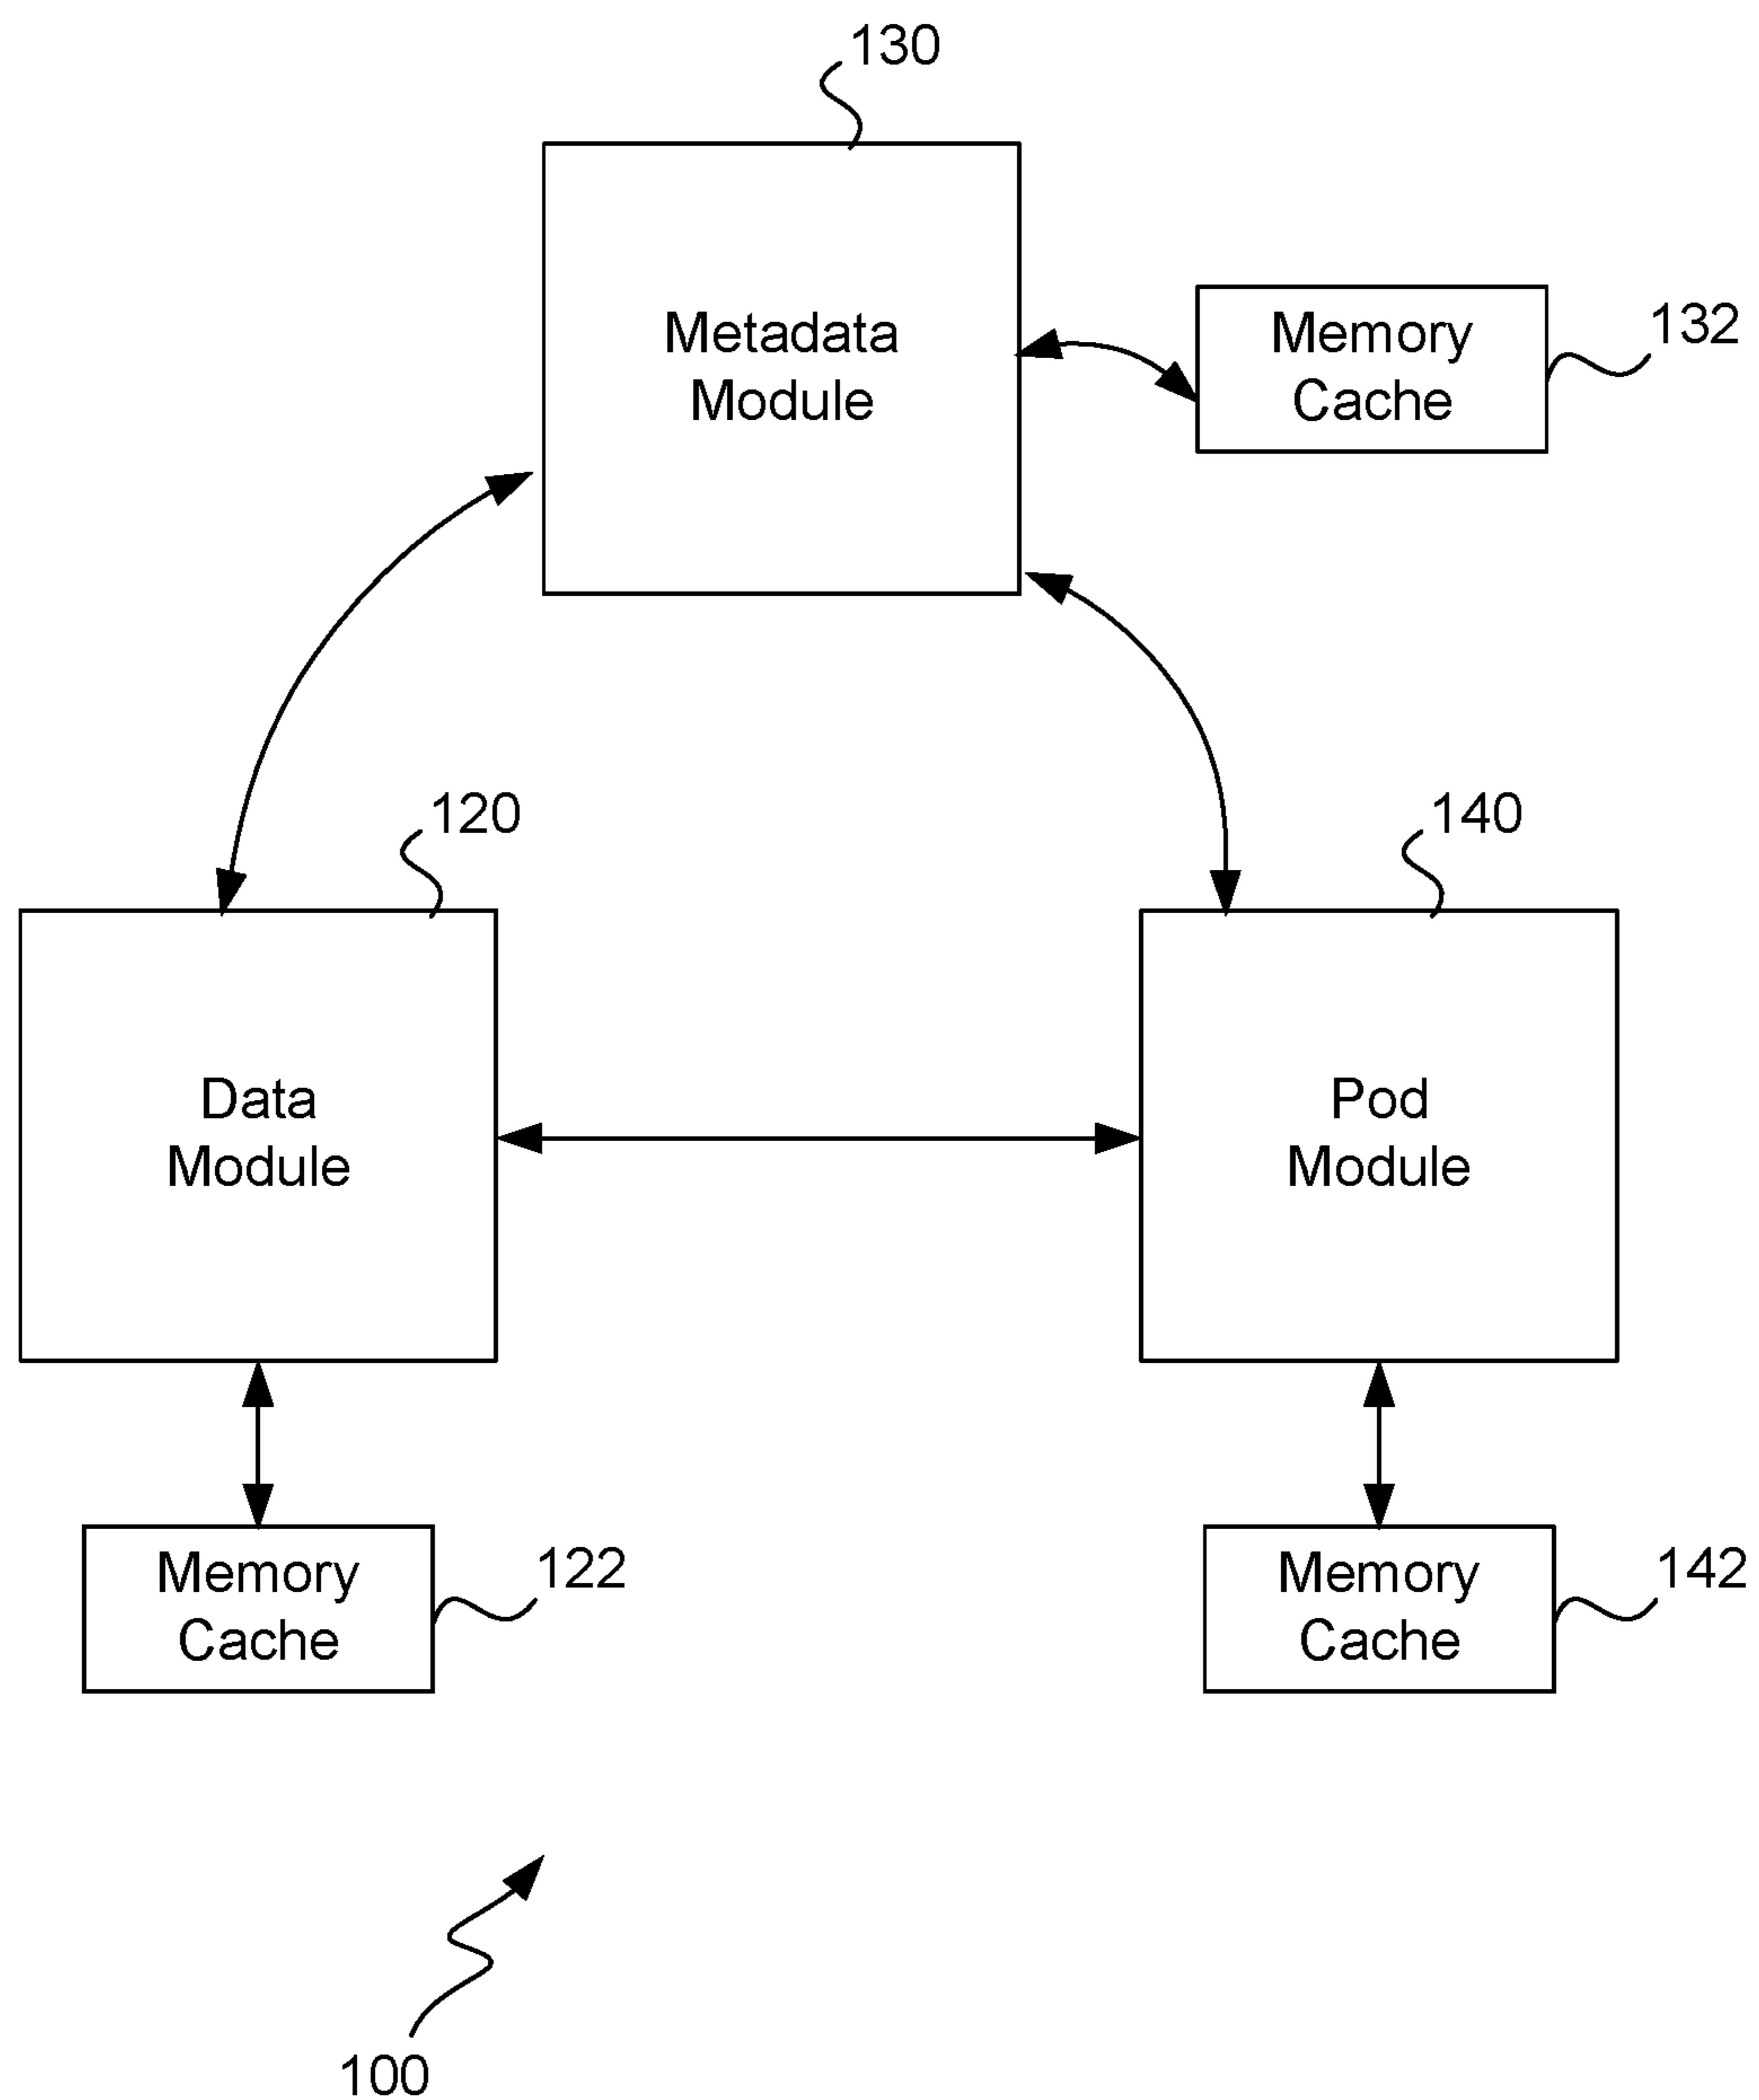 130
Metadata
Module
Memory
Cache
132
120
140
Data
Module
Pod
Module
Memory
Cache
122
Memory
Cache
142
100